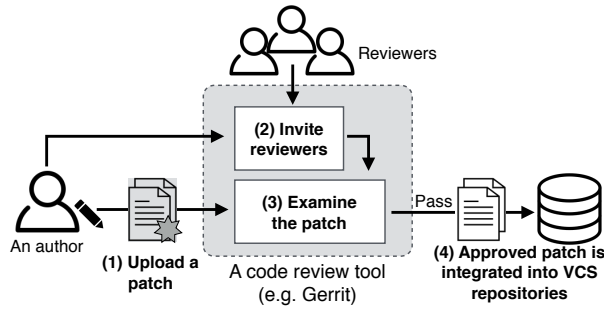 Reviewers
(2) Invite
reviewers
(3) Examine
the patch
Pass
An author
(1) Upload a
patch
A code review tool
(e.g. Gerrit)
(4) Approved patch is
integrated into VCS
repositories